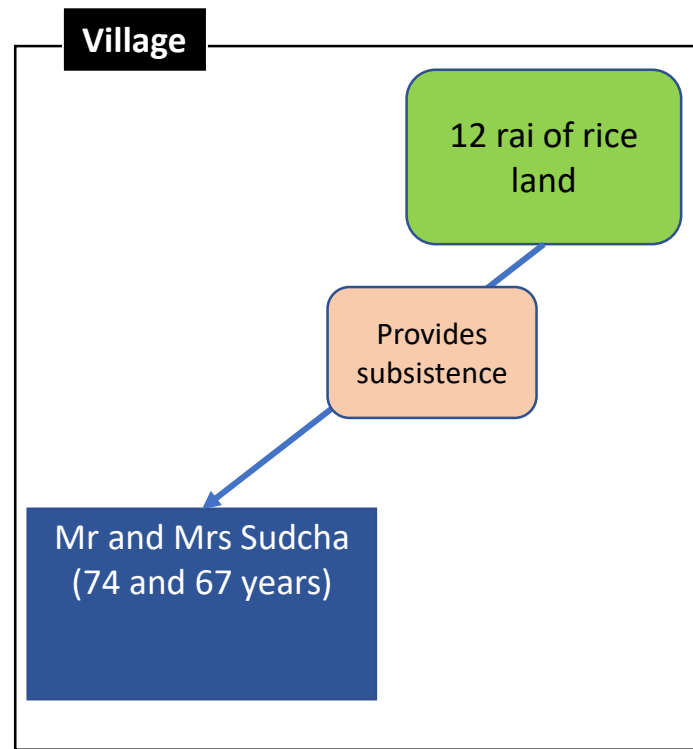 Village
12 rai of rice
land
Provides
subsistence
Mr and Mrs Sudcha
(74 and 67 years)